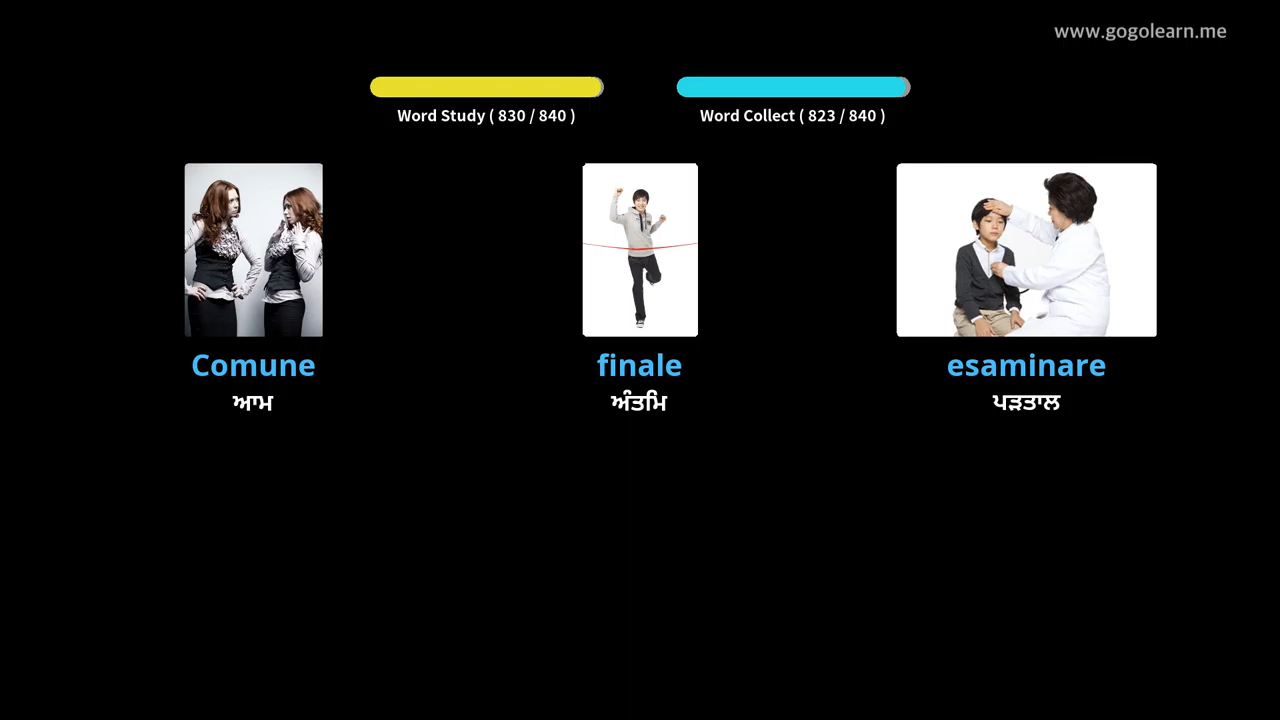 www.gogolearn.me
Word Study ( 830 / 840 )
Word Collect ( 823 / 840 )
Comune
ਆਮ
finale
ਅੰਤਮਿ
esaminare
ਪੜਤਾਲ